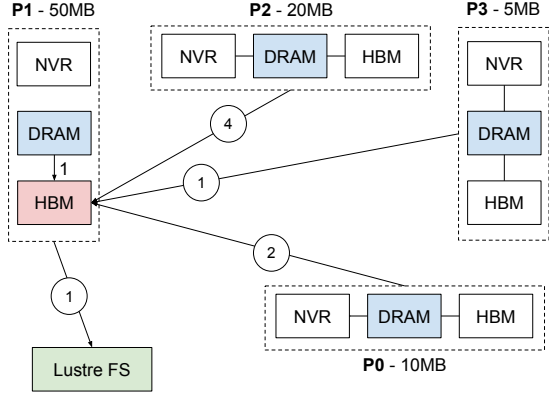 P1 - 50MB
P2 - 20MB
P3 - 5MB
NVR
NVR
DRAM
HBM
NVR
DRAM
DRAM
4
1
1
HBM
HBM
2
1
NVR
DRAM
HBM
Lustre FS
P0 - 10MB